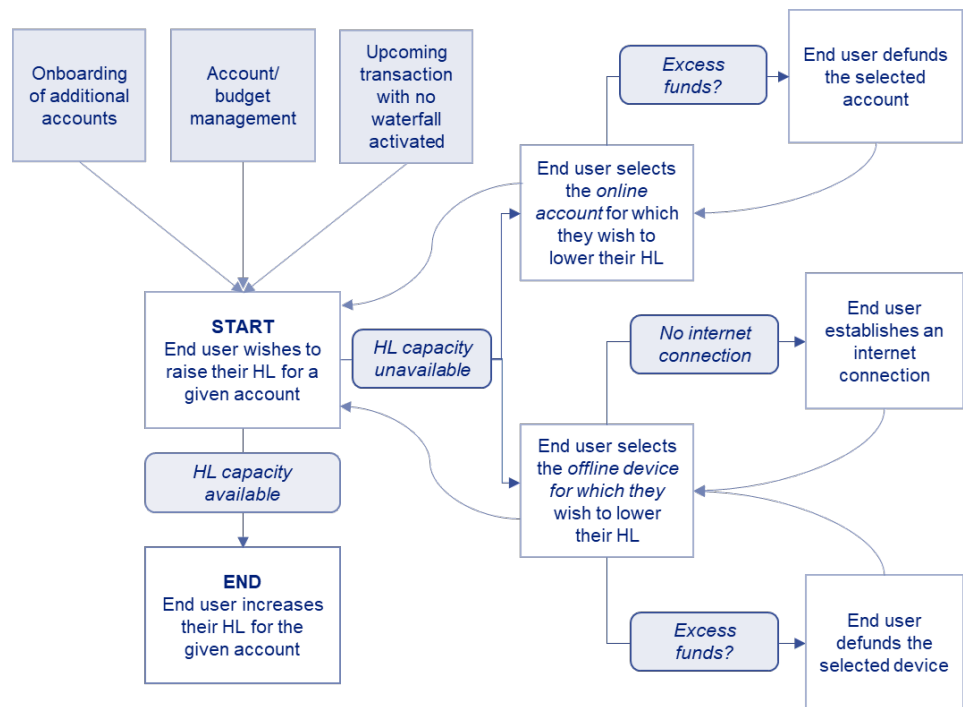 Onboarding
of additional
accounts
Account/
budget
management
Upcoming
transaction
with no
waterfall
activated
Excess
funds?
End user defunds
the selected
account
End user selects
the online
account for which
they wish to
lower their HL
START
End user wishes to
raise their HL for a
given account
HL capacity
unavailable
No internet
connection
End user
establishes an
internet
connection
HL capacity
available
End user selects
the offline device
for which they
wish to lower
their HL
END
End user increases
their HL for the
given account
Excess
funds?
End user
defunds the
selected device